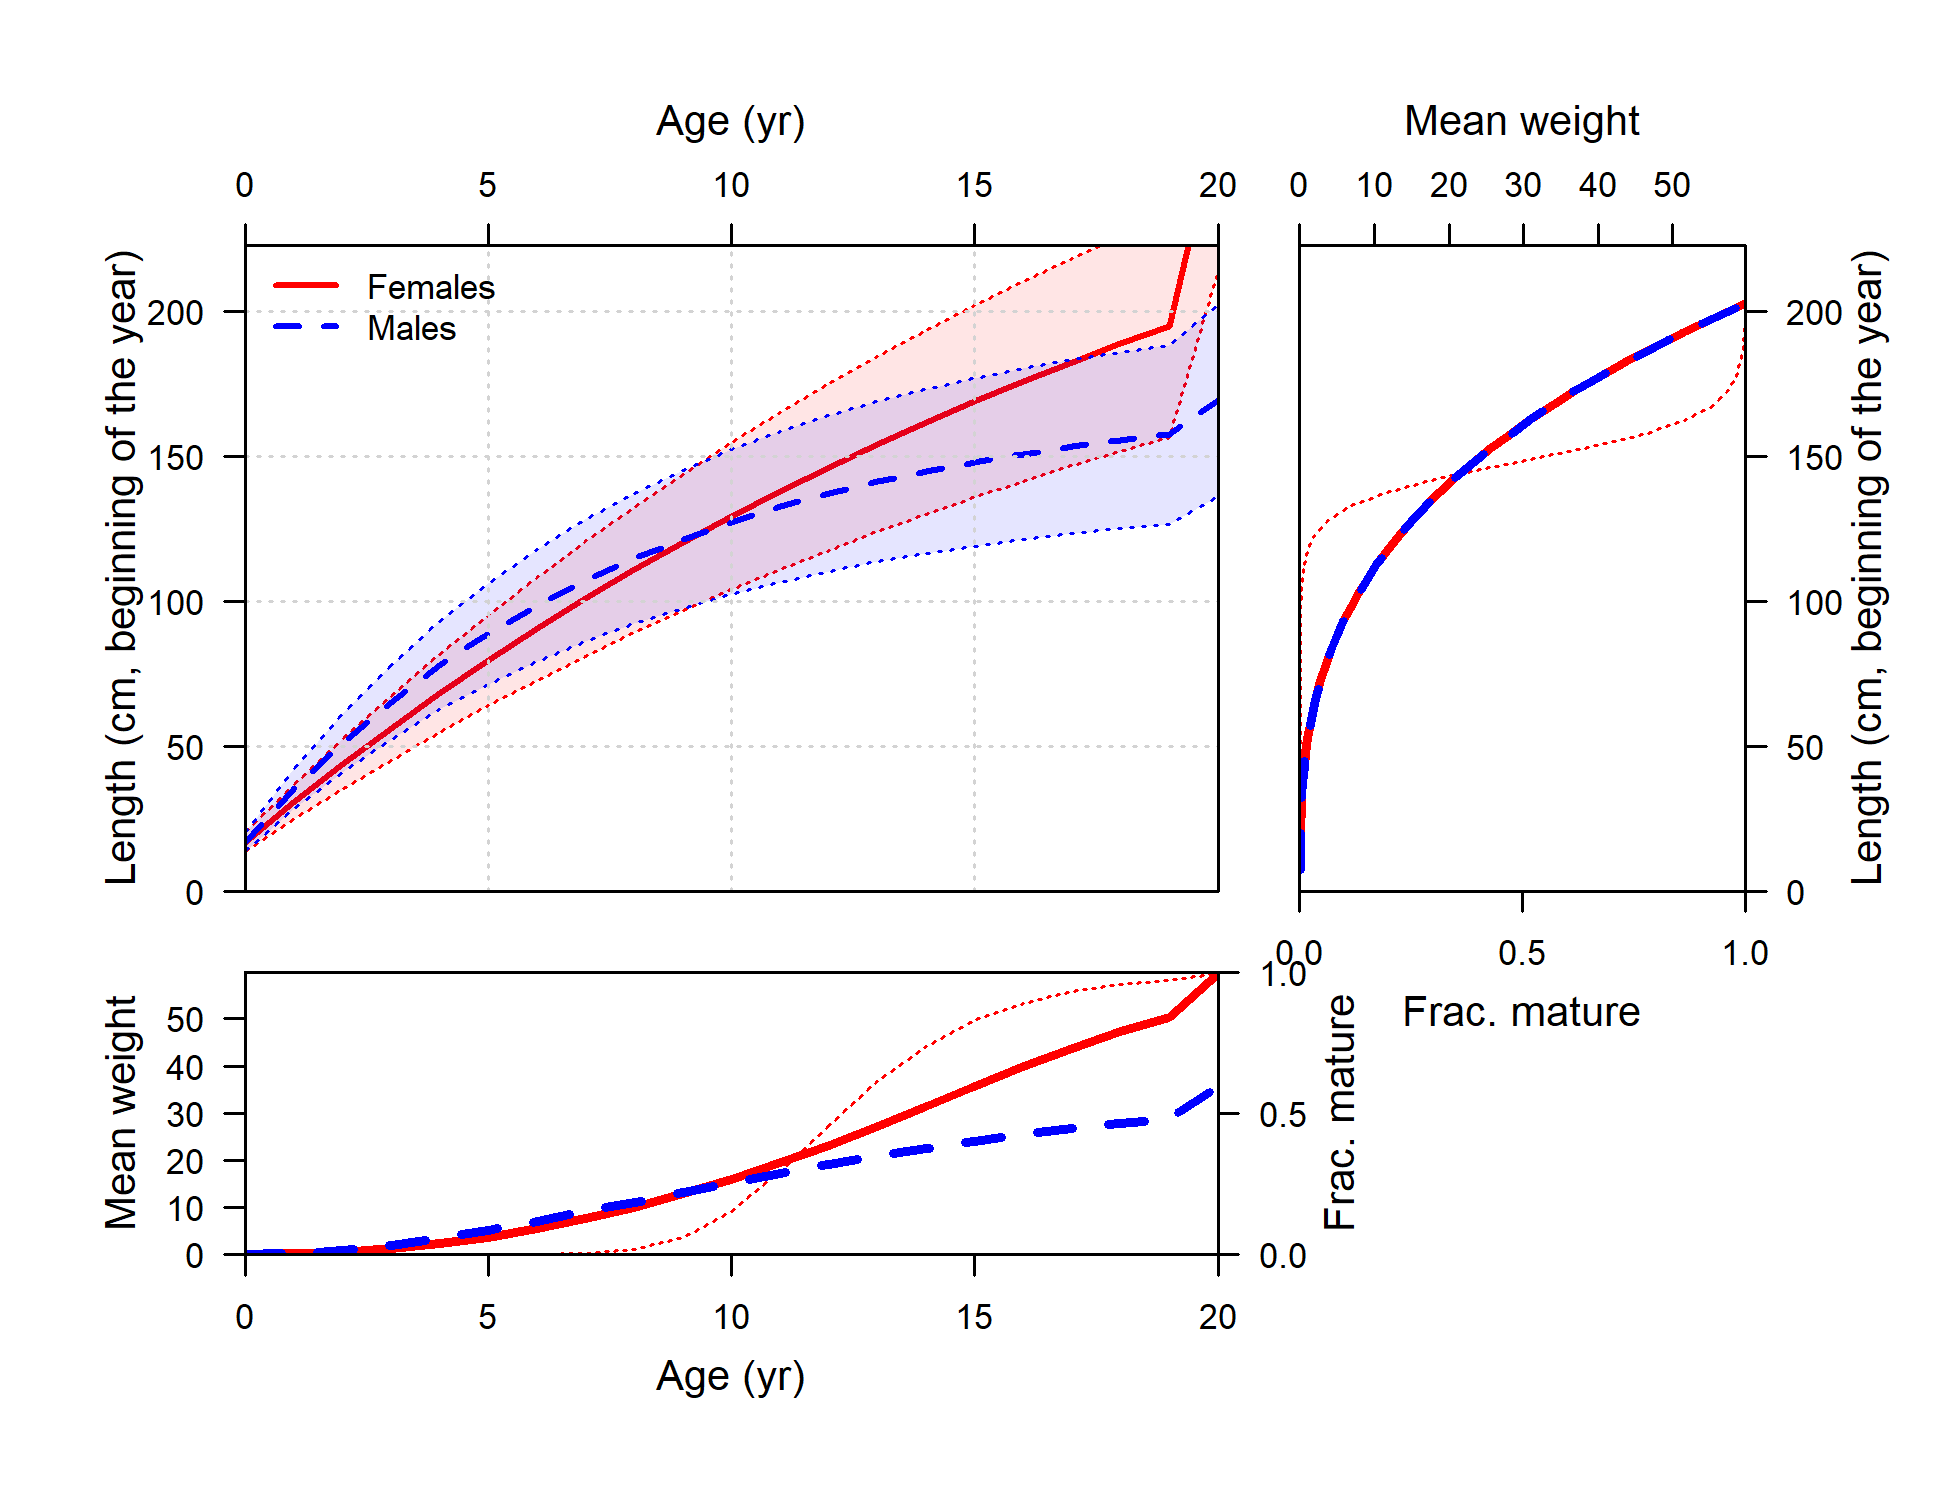 Age (yr)
0 5 10 15 20
Mean weight
0 10 20 30 40 50
Length (cm, beginning of the year)
200
150
100
50
0
Females
Males
200
150
100
50
0
Length (cm, beginning of the year)
0.0 0.5 1.0
Frac. mature
Mean weight
50
40
30
20
10
0
1.0
0.5
0.0
Frac. mature
0 5 10 15 20
Age (yr)